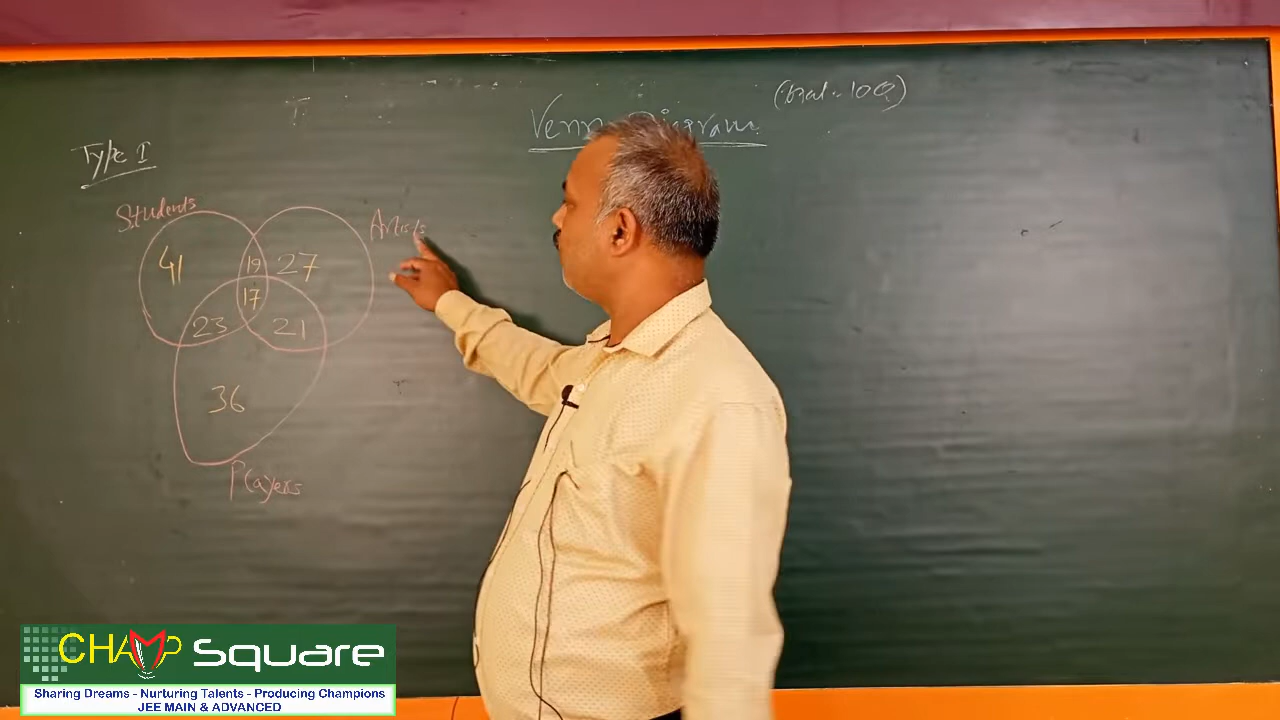 Venn Diagram
Type I
Students
Artists
41
19
27
17
23
21
36
Players
CHAMP Square
Sharing Dreams - Nurturing Talents - Producing Champions
JEE MAIN & ADVANCED